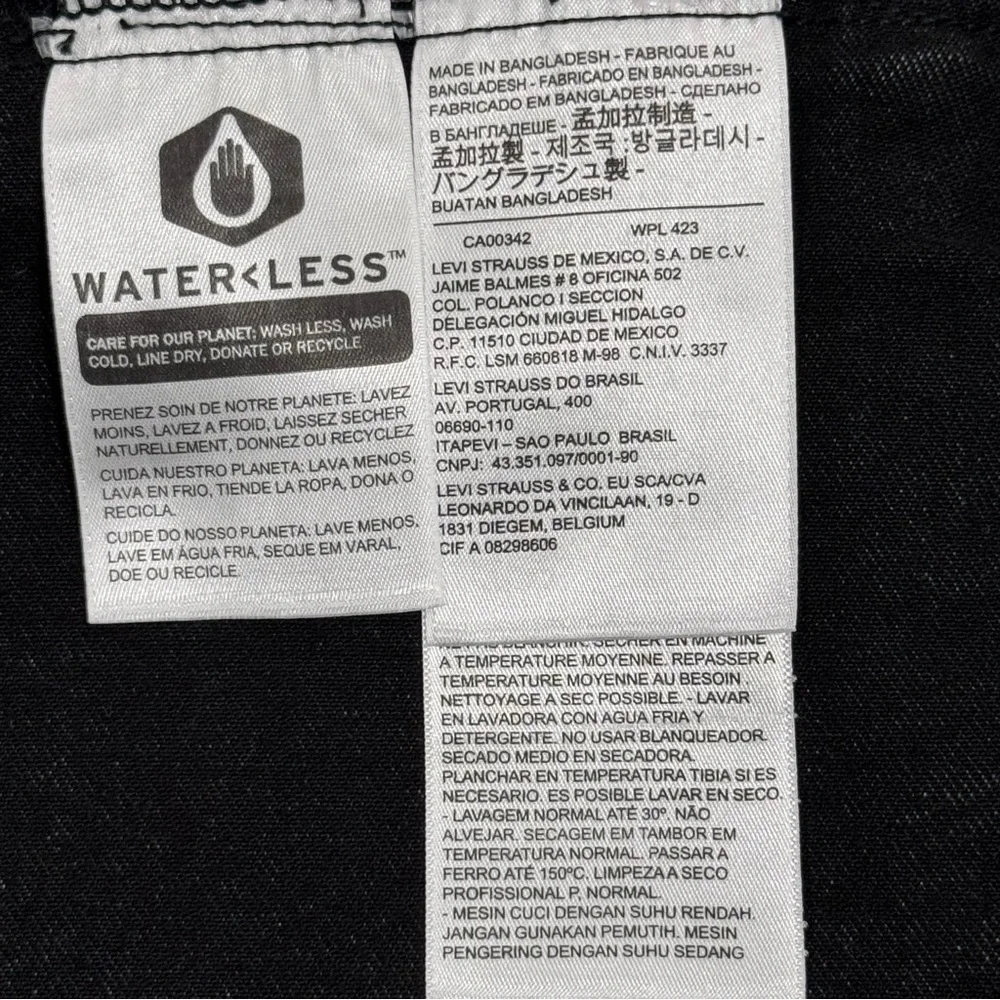 WATER<LESS™
CARE FOR OUR PLANET: WASH LESS, WASH
COLD, LINE DRY, DONATE OR RECYCLE
PRENEZ SOIN DE NOTRE PLANETE: LAVEZ
MOINS, LAVEZ A FROID, LAISSEZ SECHER
NATURELLEMENT, DONNEZ OU RECYCLEZ
CUIDA NUESTRO PLANETA: LAVA MENOS,
LAVA EN FRIO, TIENDE LA ROPA, DONA O
RECICLA.
CUIDE DO NOSSO PLANETA: LAVE MENOS,
LAVE EM ÁGUA FRIA, SEQUE EM VARAL,
DOE OU RECICLE.
MADE IN BANGLADESH - FABRIQUE AU
BANGLADESH - FABRICADO EN BANGLADESH -
FABRICADO EM BANGLADESH - СДЕЛАНО
В БАНГЛАДЕШЕ - 孟加拉制造 -
孟加拉製 - 제조국 :방글라데시 -
バングラデシュ製 -
BUATAN BANGLADESH
CA00342 WPL 423
LEVI STRAUSS DE MEXICO, S.A. DE C.V.
JAIME BALMES # 8 OFICINA 502
COL. POLANCO I SECCION
DELEGACIÓN MIGUEL HIDALGO
C.P. 11510 CIUDAD DE MEXICO
R.F.C. LSM 660818 M-98 C.N.I.V. 3337
LEVI STRAUSS DO BRASIL
AV. PORTUGAL, 400
06690-110
ITAPEVI – SAO PAULO BRASIL
CNPJ: 43.351.097/0001-90
LEVI STRAUSS & CO. EU SCA/CVA
LEONARDO DA VINCILAAN, 19 - D
1831 DIEGEM, BELGIUM
CIF A 08298606
SECHER EN MACHINE
A TEMPERATURE MOYENNE. REPASSER A
TEMPERATURE MOYENNE AU BESOIN .
NETTOYAGE A SEC POSSIBLE. - LAVAR
EN LAVADORA CON AGUA FRIA Y
DETERGENTE. NO USAR BLANQUEADOR.
SECADO MEDIO EN SECADORA.
PLANCHAR EN TEMPERATURA TIBIA SI ES
NECESARIO. ES POSIBLE LAVAR EN SECO.
- LAVAGEM NORMAL ATÉ 30º. NÃO
ALVEJAR. SECAGEM EM TAMBOR EM
TEMPERATURA NORMAL. PASSAR A
FERRO ATÉ 150ºC. LIMPEZA A SECO
PROFISSIONAL P, NORMAL.
- MESIN CUCI DENGAN SUHU RENDAH.
JANGAN GUNAKAN PEMUTIH. MESIN
PENGERING DENGAN SUHU SEDANG